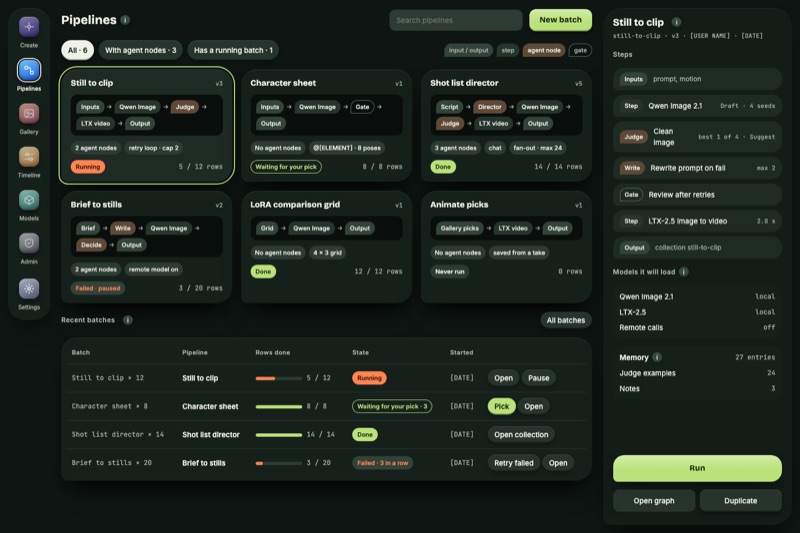 Create
Pipelines
Gallery
Timeline
Models
Admin
Settings
Pipelines i
Search pipelines
New batch
All · 6
With agent nodes · 3
Has a running batch · 1
input / output
step
agent node
gate
Still to clip v3
Inputs → Qwen Image → Judge →
LTX video → Output
2 agent nodes retry loop · cap 2
Running 5 / 12 rows
Character sheet v1
Inputs → Qwen Image → Gate →
Output
No agent nodes @[ELEMENT] · 8 poses
Waiting for your pick 8 / 8 rows
Shot list director v5
Script → Director → Qwen Image →
Judge → LTX video → Output
3 agent nodes chat fan-out · max 24
Done 14 / 14 rows
Brief to stills v2
Brief → Write → Qwen Image →
Decide → Output
2 agent nodes remote model on
Failed · paused 3 / 20 rows
LoRA comparison grid v1
Grid → Qwen Image → Output
No agent nodes 4 × 3 grid
Done 12 / 12 rows
Animate picks v1
Gallery picks → LTX video → Output
No agent nodes saved from a take
Never run 0 rows
Recent batches i
All batches
Batch Pipeline Rows done State Started
Still to clip × 12 Still to clip 5 / 12 Running [DATE] Open Pause
Character sheet × 8 Character sheet 8 / 8 Waiting for your pick · 3 [DATE] Pick Open
Shot list director × 14 Shot list director 14 / 14 Done [DATE] Open collection
Brief to stills × 20 Brief to stills 3 / 20 Failed · 3 in a row [DATE] Retry failed Open
Still to clip i
still-to-clip · v3 · [USER NAME] · [DATE]
Steps
Inputs prompt, motion
Step Qwen Image 2.1 Draft · 4 seeds
Judge Clean image best 1 of 4 · Suggest
Write Rewrite prompt on fail max 2
Gate Review after retries
Step LTX-2.5 image to video 2.0 s
Output collection still-to-clip
Models it will load i
Qwen Image 2.1 local
LTX-2.5 local
Remote calls off
Memory i 27 entries
Judge examples 24
Notes 3
Run
Open graph
Duplicate